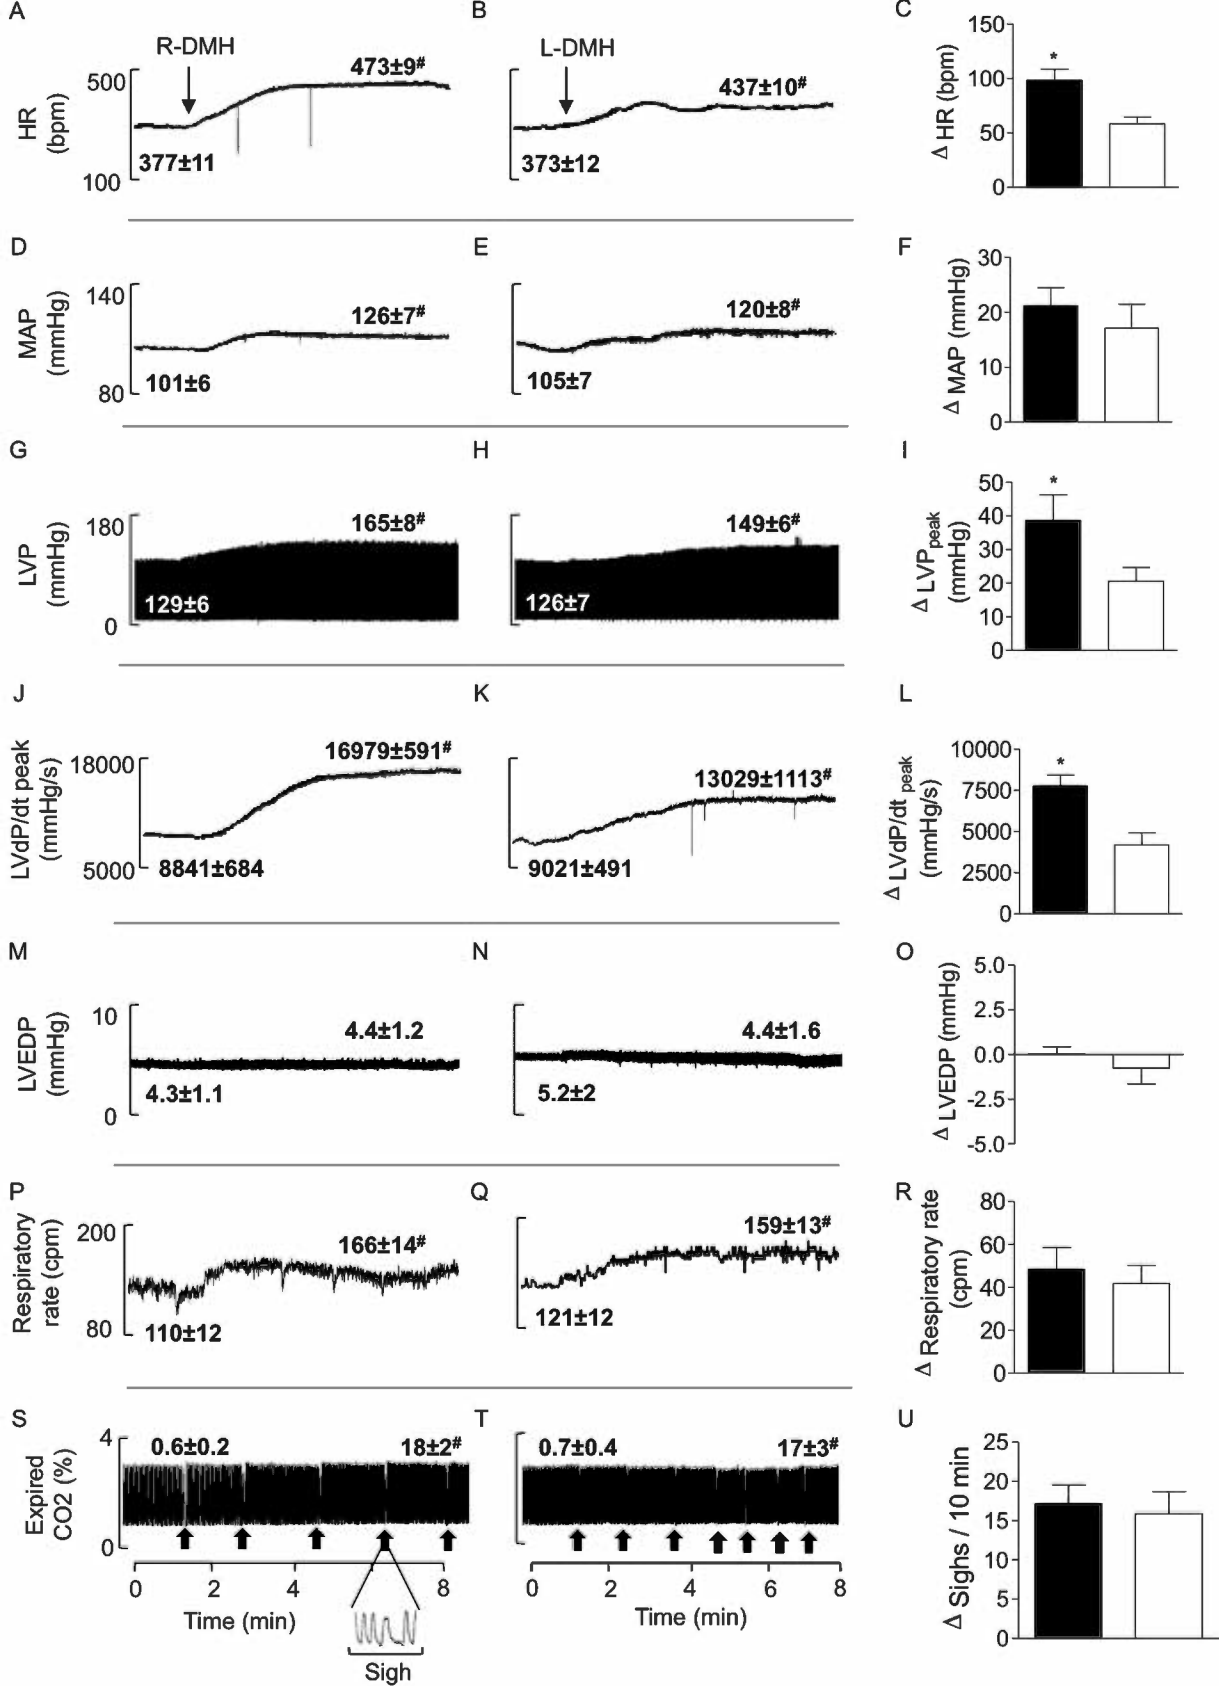 A
B
C
R-DMH
L-DMH
HR
(bpm)
500
100
473±9#
377±11
437±10#
373±12
Δ HR (bpm)
150
100
50
0
*
D
E
F
MAP
(mmHg)
140
80
126±7#
101±6
120±8#
105±7
Δ MAP (mmHg)
30
20
10
0
G
H
I
LVP
(mmHg)
180
0
165±8#
129±6
149±6#
126±7
Δ LVPpeak
(mmHg)
50
40
30
20
10
0
*
J
K
L
LVdP/dt peak
(mmHg/s)
18000
5000
16979±591#
8841±684
13029±1113#
9021±491
Δ LVdP/dt peak
(mmHg/s)
10000
7500
5000
2500
0
*
M
N
O
LVEDP
(mmHg)
10
0
4.4±1.2
4.3±1.1
4.4±1.6
5.2±2
Δ LVEDP (mmHg)
5.0
2.5
0.0
-2.5
-5.0
P
Q
R
Respiratory
rate (cpm)
200
80
166±14#
110±12
159±13#
121±12
Δ Respiratory rate
(cpm)
80
60
40
20
0
S
T
U
Expired
CO2 (%)
4
0
0.6±0.2
18±2#
0.7±0.4
17±3#
0 2 4 8
Time (min)
Sigh
0 2 4 6 8
Time (min)
Δ Sighs / 10 min
25
20
15
10
5
0